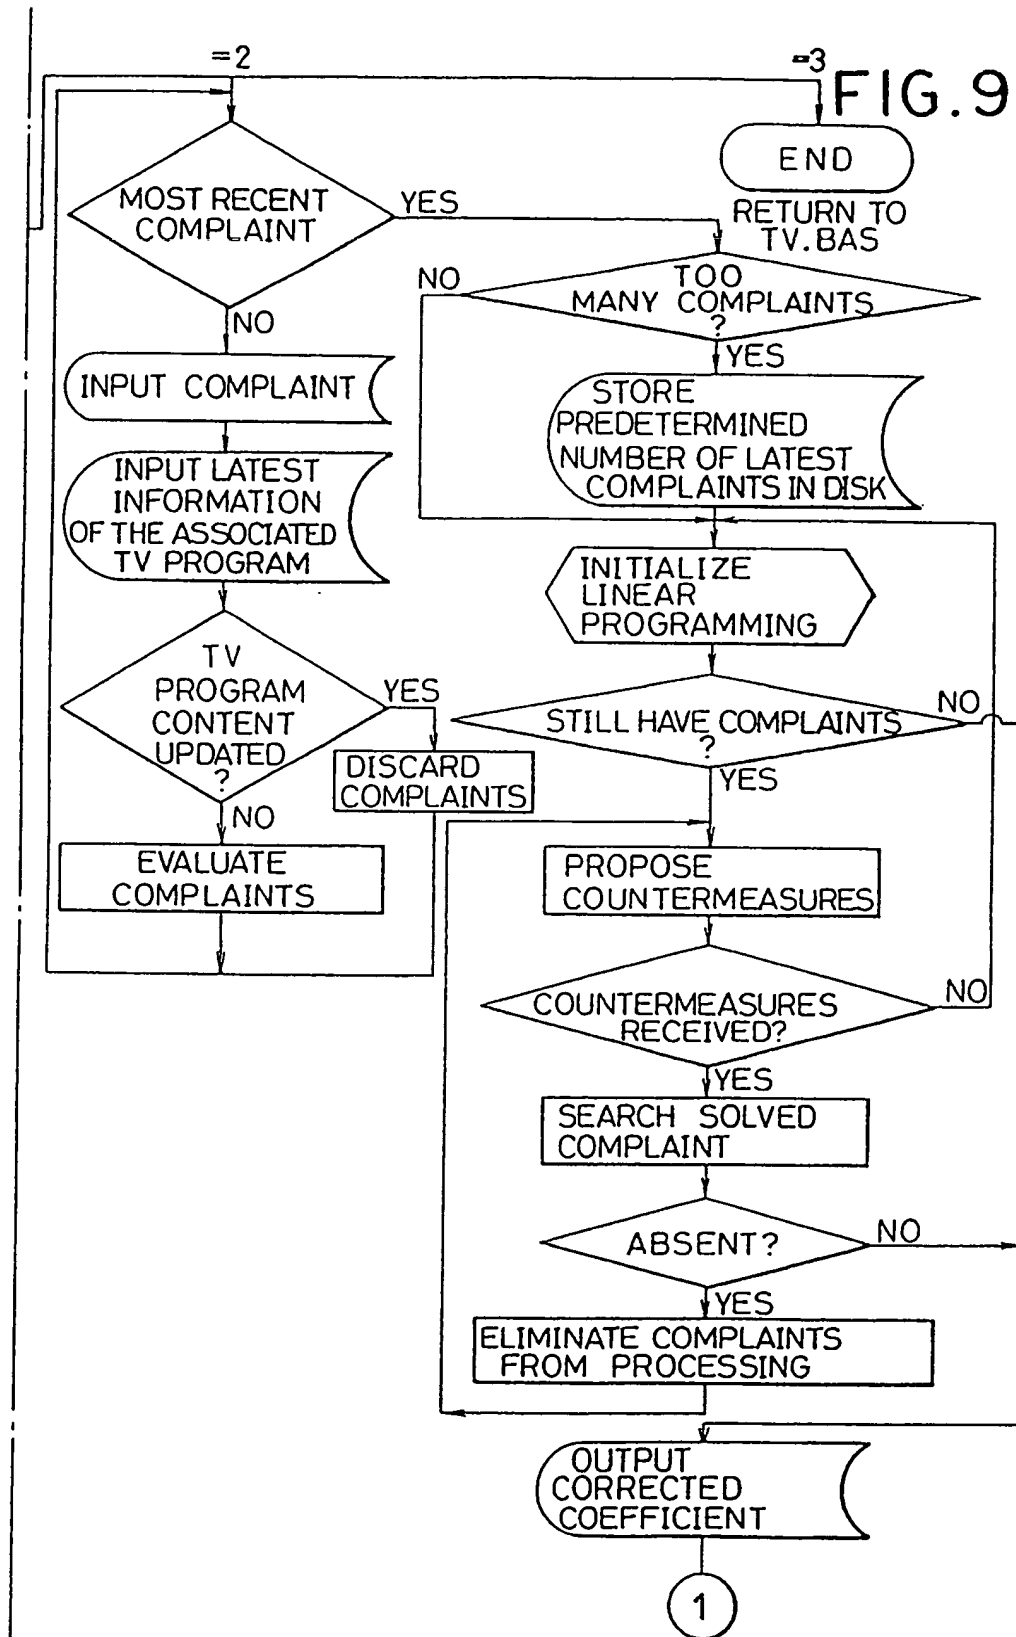 =2
=3
FIG.9
END
RETURN TO
TV.BAS
MOST RECENT
COMPLAINT
YES
NO
INPUT COMPLAINT
INPUT LATEST
INFORMATION
OF THE ASSOCIATED
TV PROGRAM
TV
PROGRAM
CONTENT
UPDATED
?
YES
DISCARD
COMPLAINTS
NO
EVALUATE
COMPLAINTS
TOO
MANY COMPLAINTS
?
NO
YES
STORE
PREDETERMINED
NUMBER OF LATEST
COMPLAINTS IN DISK
INITIALIZE
LINEAR
PROGRAMMING
STILL HAVE COMPLAINTS
?
NO
YES
PROPOSE
COUNTERMEASURES
COUNTERMEASURES
RECEIVED?
NO
YES
SEARCH SOLVED
COMPLAINT
ABSENT?
NO
YES
ELIMINATE COMPLAINTS
FROM PROCESSING
OUTPUT
CORRECTED
COEFFICIENT
1